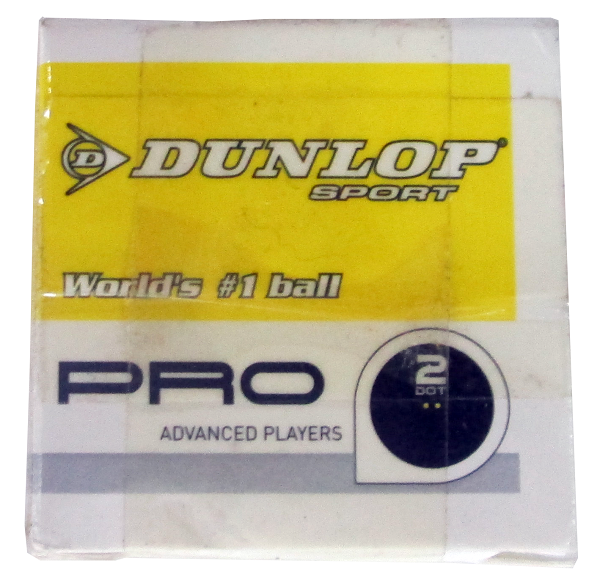 D DUNLOP®
SPORT
World's #1 ball
PRO
2
DOT
ADVANCED PLAYERS